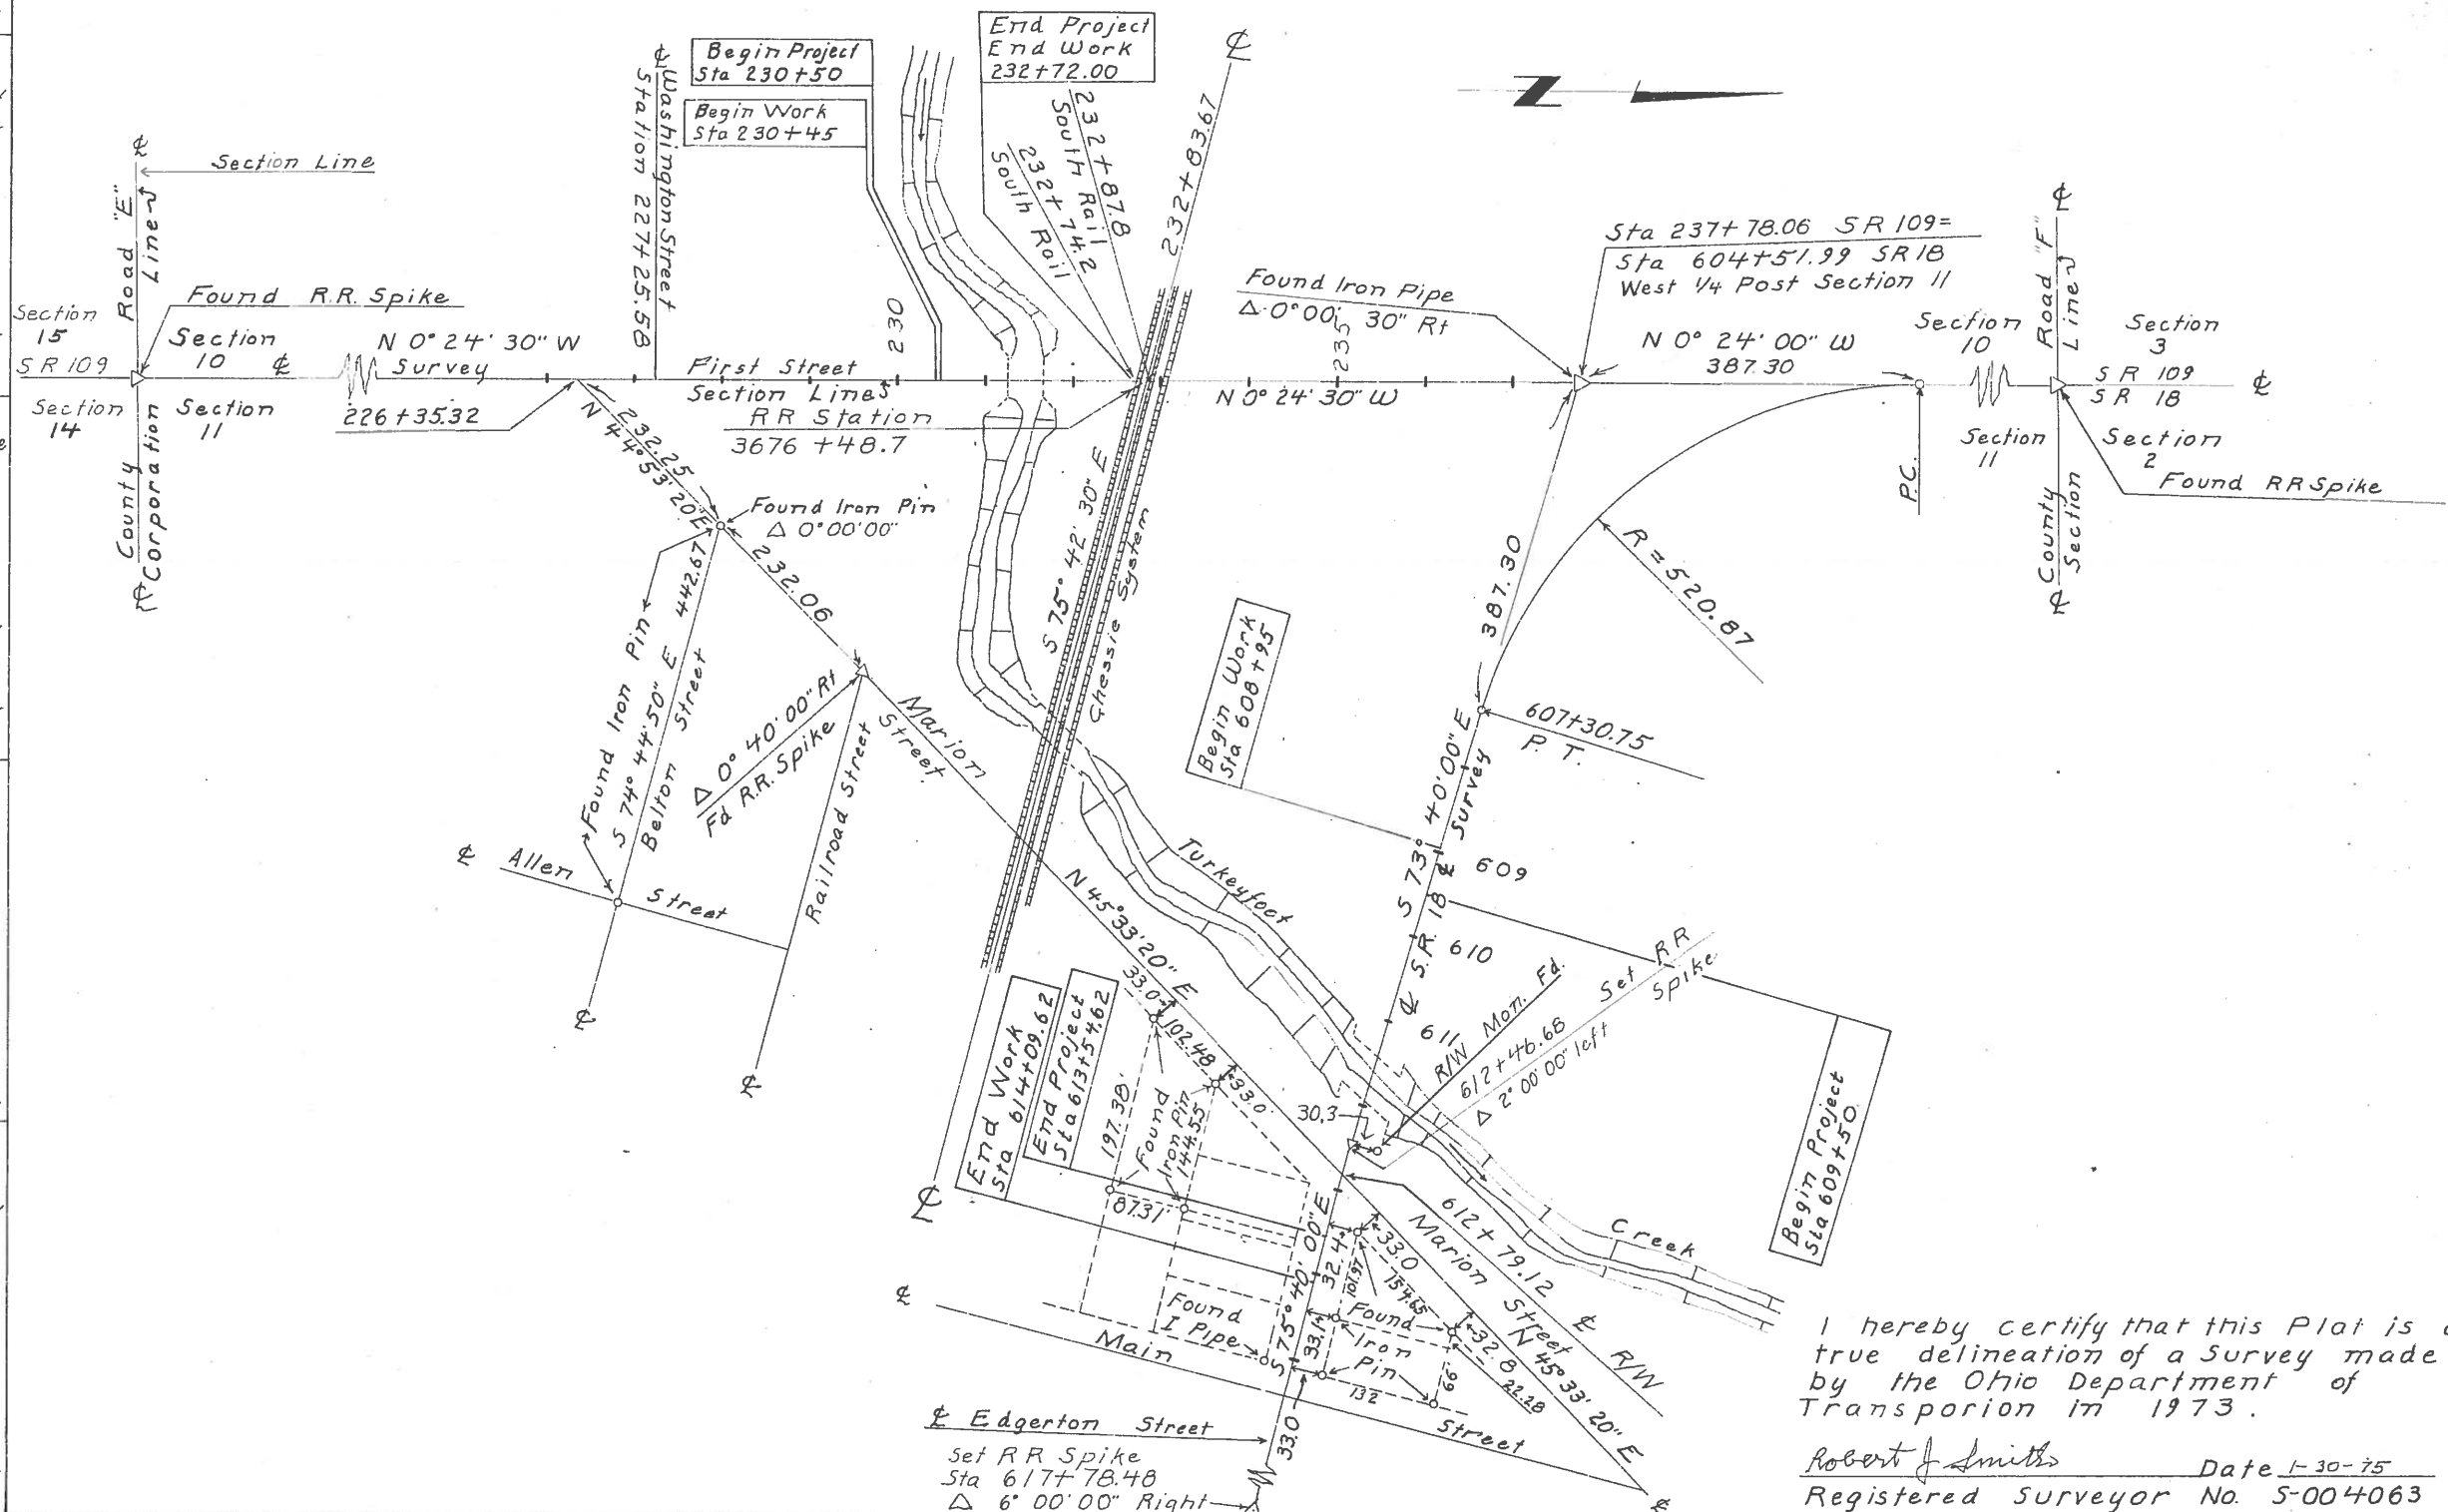 End Project
End Work
232+72.00
Begin Project
Sta 230+50
Begin Work
Sta 230+45
℄ Washington Street
Station 227+25.58
℄
232+83.67
232+87.8
South Rail
232+74.2
South Rail
Z
℄
Section Line
Road "E"
Line
Found R.R. Spike
Section
15
SR 109
Section
10
℄
N 0° 24' 30" W
Survey
Section
14
Section
11
County
Corporation
℄
226+35.32
First Street
Section Line
230
RR Station
3676 +48.7
N 0° 24' 30" W
235
Found Iron Pipe
Δ 0°00' 30" Rt
Sta 237+78.06 SR 109=
Sta 604+51.99 SR 18
West 1/4 Post Section 11
N 0° 24' 00" W
387.30
Section
10
℄
Road "F"
Line
Section
3
SR 109
SR 18
℄
Section
11
Section
2
Found RR Spike
County
Section
℄
P.C.
R = 520.87
387.30
232.25
N 44° 53' 20" E
Found Iron Pin
Δ 0°00'00"
232.06
Found Iron Pin
S 74° 44' 50" E 442.67
Belton Street
Δ 0° 40' 00" Rt
Fd R.R. Spike
Marion
Street
Railroad Street
℄ Allen
Street
℄
℄
S 75° 42' 30" E
Chessie System
Begin Work
Sta 608+95
607+30.75
P. T.
S 73° 40' 00" E
℄ S.R. 18 ℄ Survey
609
610
611
Turkeyfoot
Creek
N 45° 33' 20" E
R/W Mon. Fd.
612+46.68
Set RR
Spike
Δ 2° 00' 00" left
Begin Project
Sta 609+50
End Work
Sta 614+09.62
End Project
Sta 613+54.62
33.0
102.48
33.0
197.38'
Found
Iron Pin
144.55
87.31'
30.3
℄
612+79.12 ℄ R/W
Marion Street
N 45° 33' 20" E
S 75° 40' 00" E
32.4
33.0
101.97
154.65
Found
Iron
Pin
33.14
32.8
22.28
66
132
33.0
Found
I Pipe
℄
Main
Street
℄
℄ Edgerton Street
Set RR Spike
Sta 617+78.48
Δ 6° 00' 00" Right
I hereby certify that this Plat is
true delineation of a Survey made
by the Ohio Department of
Transporion in 1973.
Robert J Smith
Date 1-30-75
Registered Surveyor No. S-004063